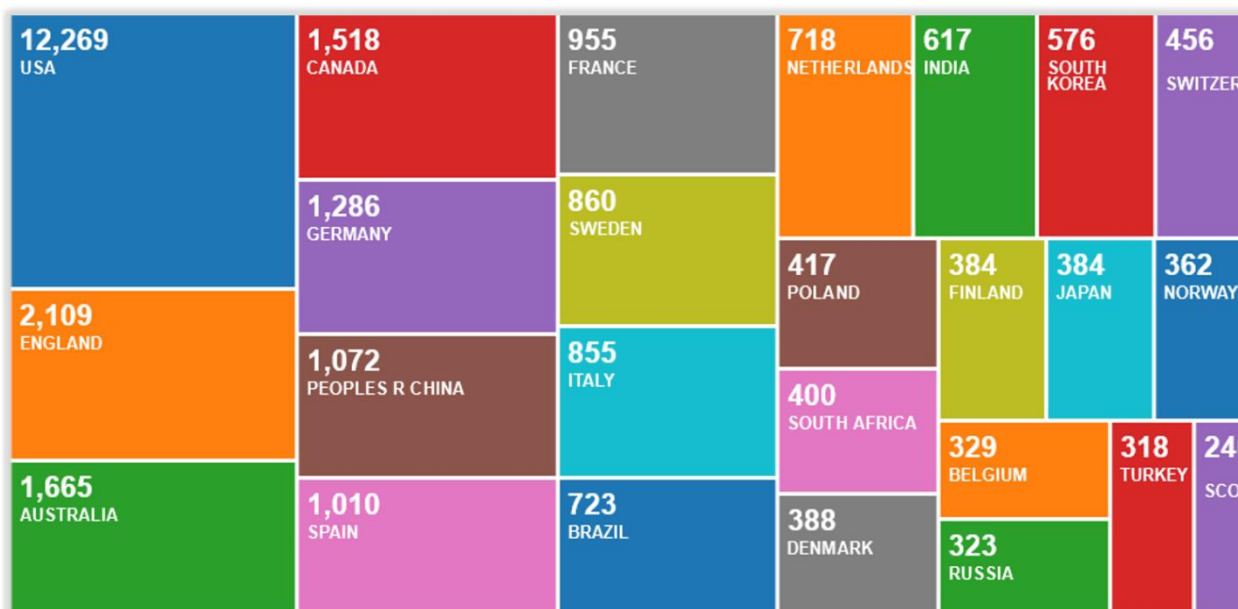 12,269
USA
2,109
ENGLAND
1,665
AUSTRALIA
1,518
CANADA
1,286
GERMANY
1,072
PEOPLES R CHINA
1,010
SPAIN
955
FRANCE
860
SWEDEN
855
ITALY
723
BRAZIL
718
NETHERLANDS
617
INDIA
576
SOUTH
KOREA
456
SWITZER
417
POLAND
400
SOUTH AFRICA
388
DENMARK
384
FINLAND
384
JAPAN
362
NORWAY
329
BELGIUM
323
RUSSIA
318
TURKEY
24
SCO